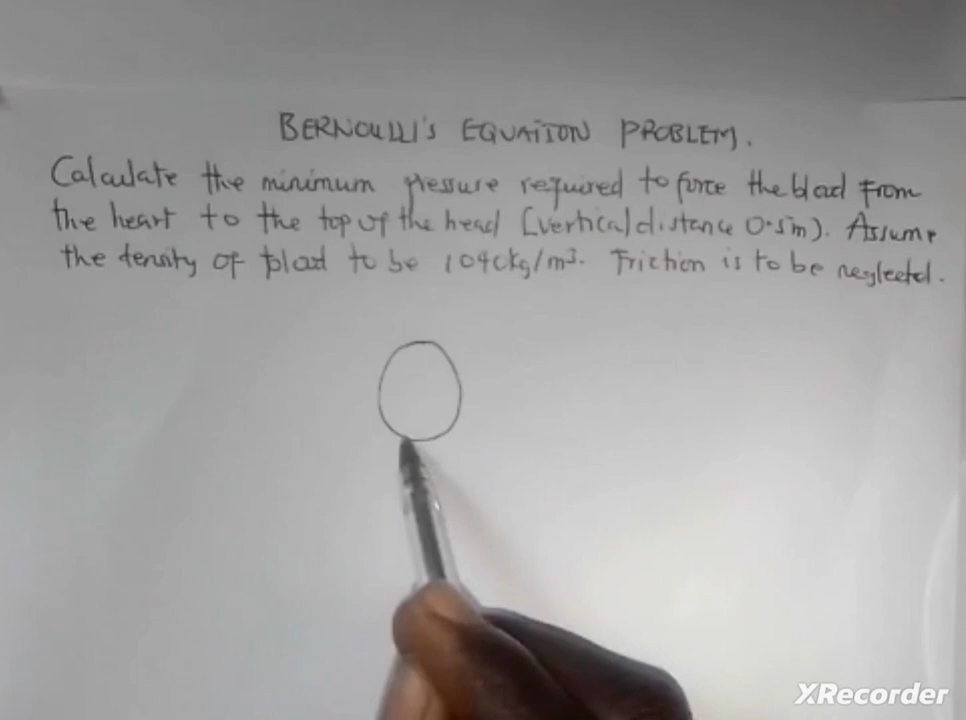 BERNOULLI'S EQUATION PROBLEM.
Calculate the minimum pressure required to force the blood from
the heart to the top of the head (vertical distance 0.5m). Assume
the density of blood to be 1040kg/m³. Friction is to be neglected.
XRecorder